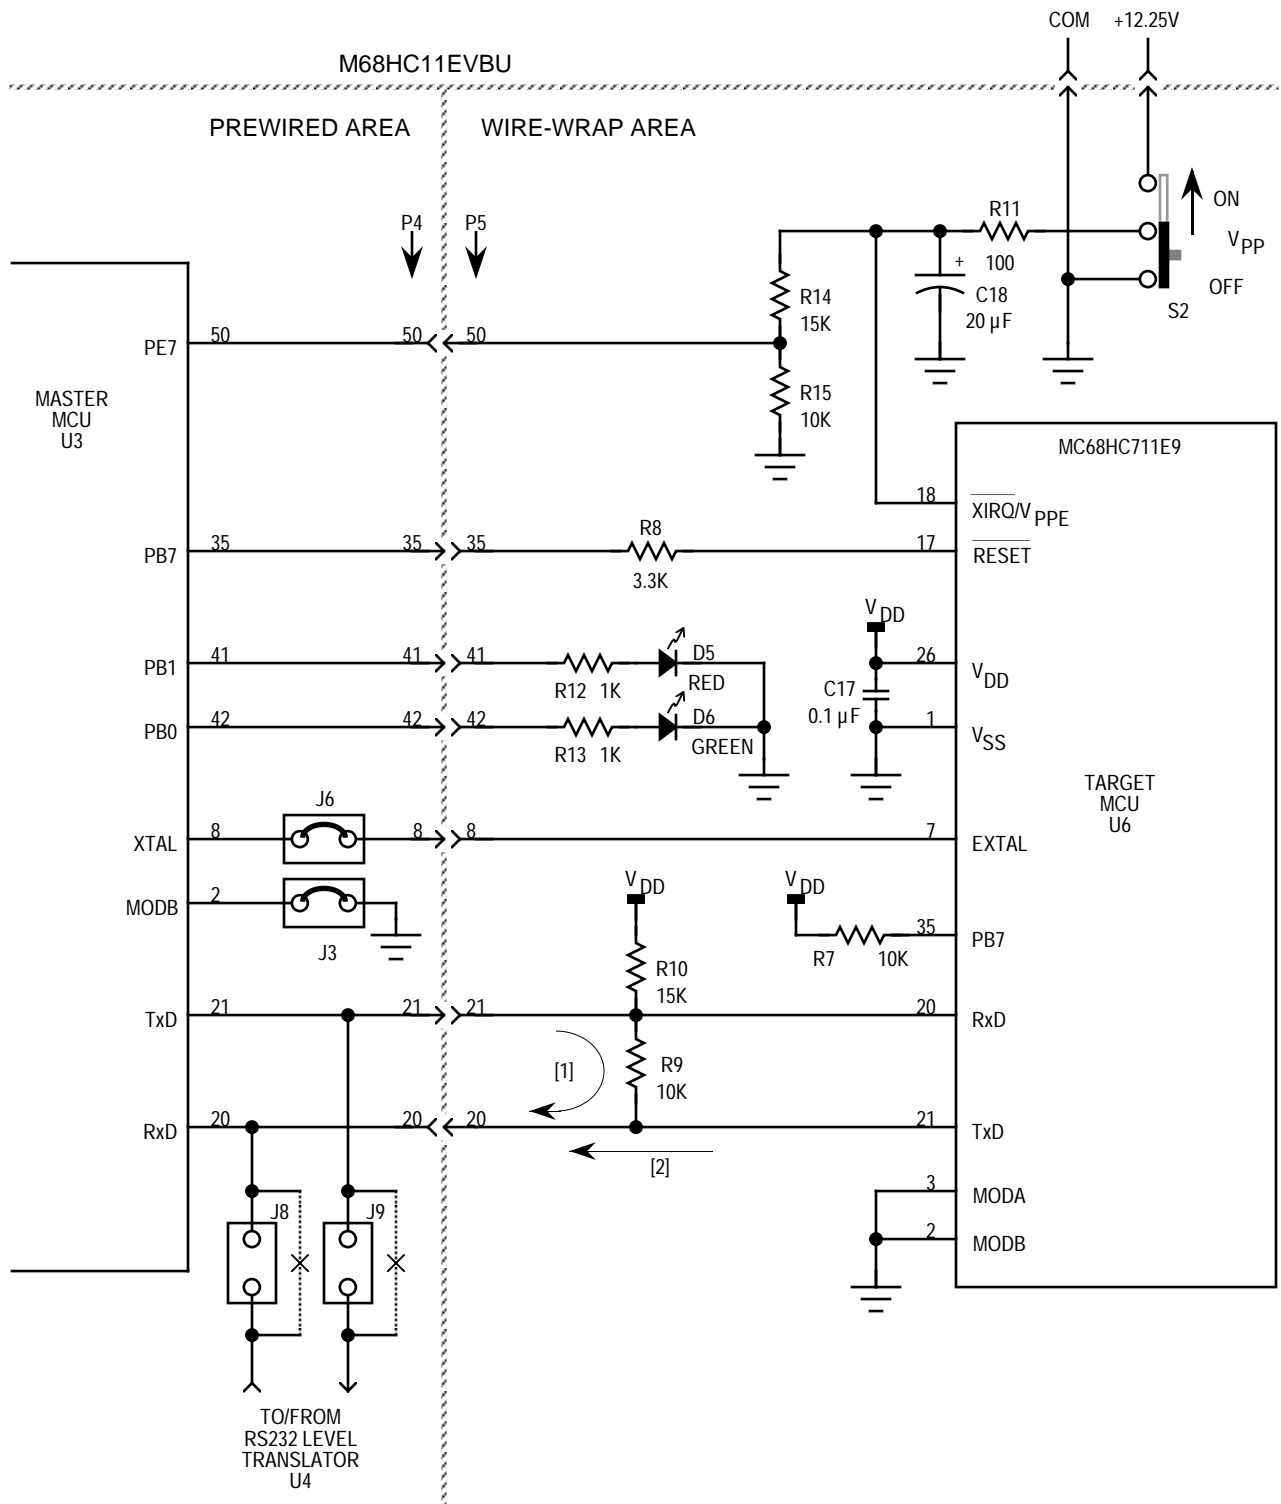 COM +12.25V
M68HC11EVBU
PREWIRED AREA
WIRE-WRAP AREA
ON
VPP
OFF
S2
R11
100
+
C18
20 µF
P4
P5
R14
15K
R15
10K
PE7
50
50
50
MASTER
MCU
U3
MC68HC711E9
18
XIRQ/VPPE
PB7
35
35
35
R8
3.3K
17
RESET
VDD
PB1
41
41
41
R12 1K
D5
RED
26
VDD
C17
0.1 µF
PB0
42
42
42
R13 1K
D6
GREEN
1
VSS
TARGET
MCU
U6
J6
XTAL
8
8
8
7
EXTAL
MODB
2
J3
VDD
VDD
R7 10K
35
PB7
R10
15K
TxD
21
21
21
20
RxD
[1]
R9
10K
RxD
20
20
20
21
TxD
[2]
3
MODA
2
MODB
J8
J9
TO/FROM
RS232 LEVEL
TRANSLATOR
U4